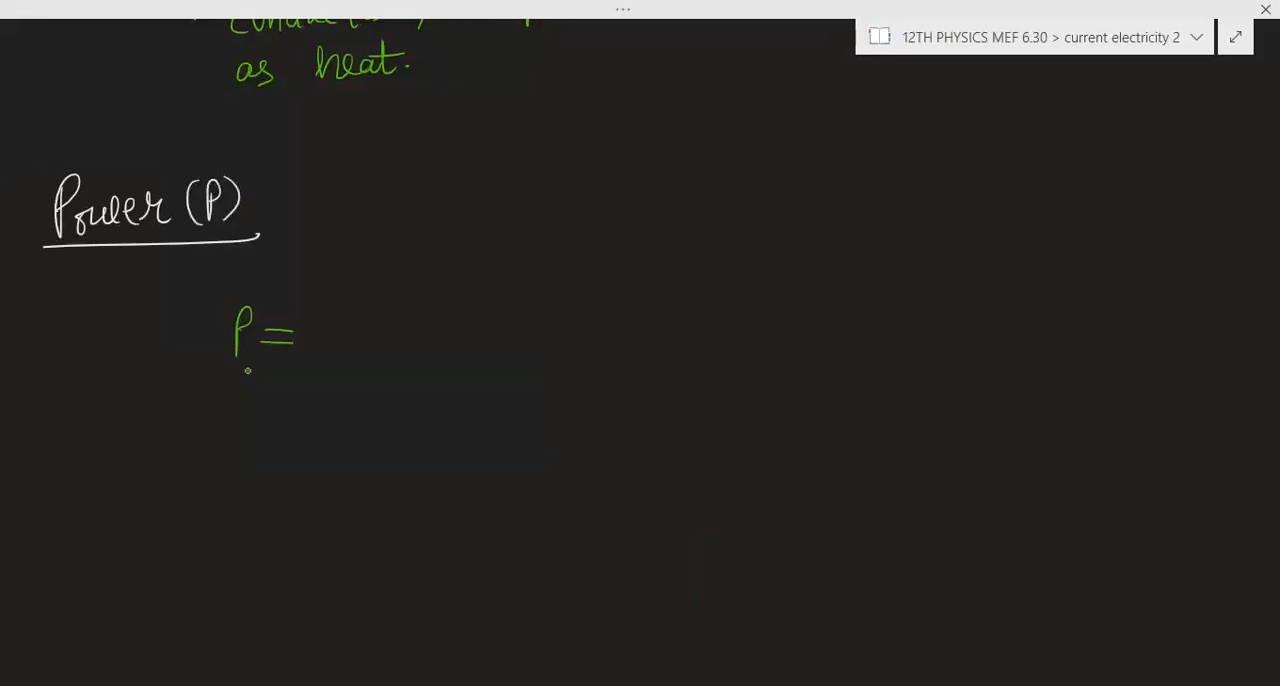 12TH PHYSICS MEF 6.30 > current electricity 2
as heat.
Power (P)
P =